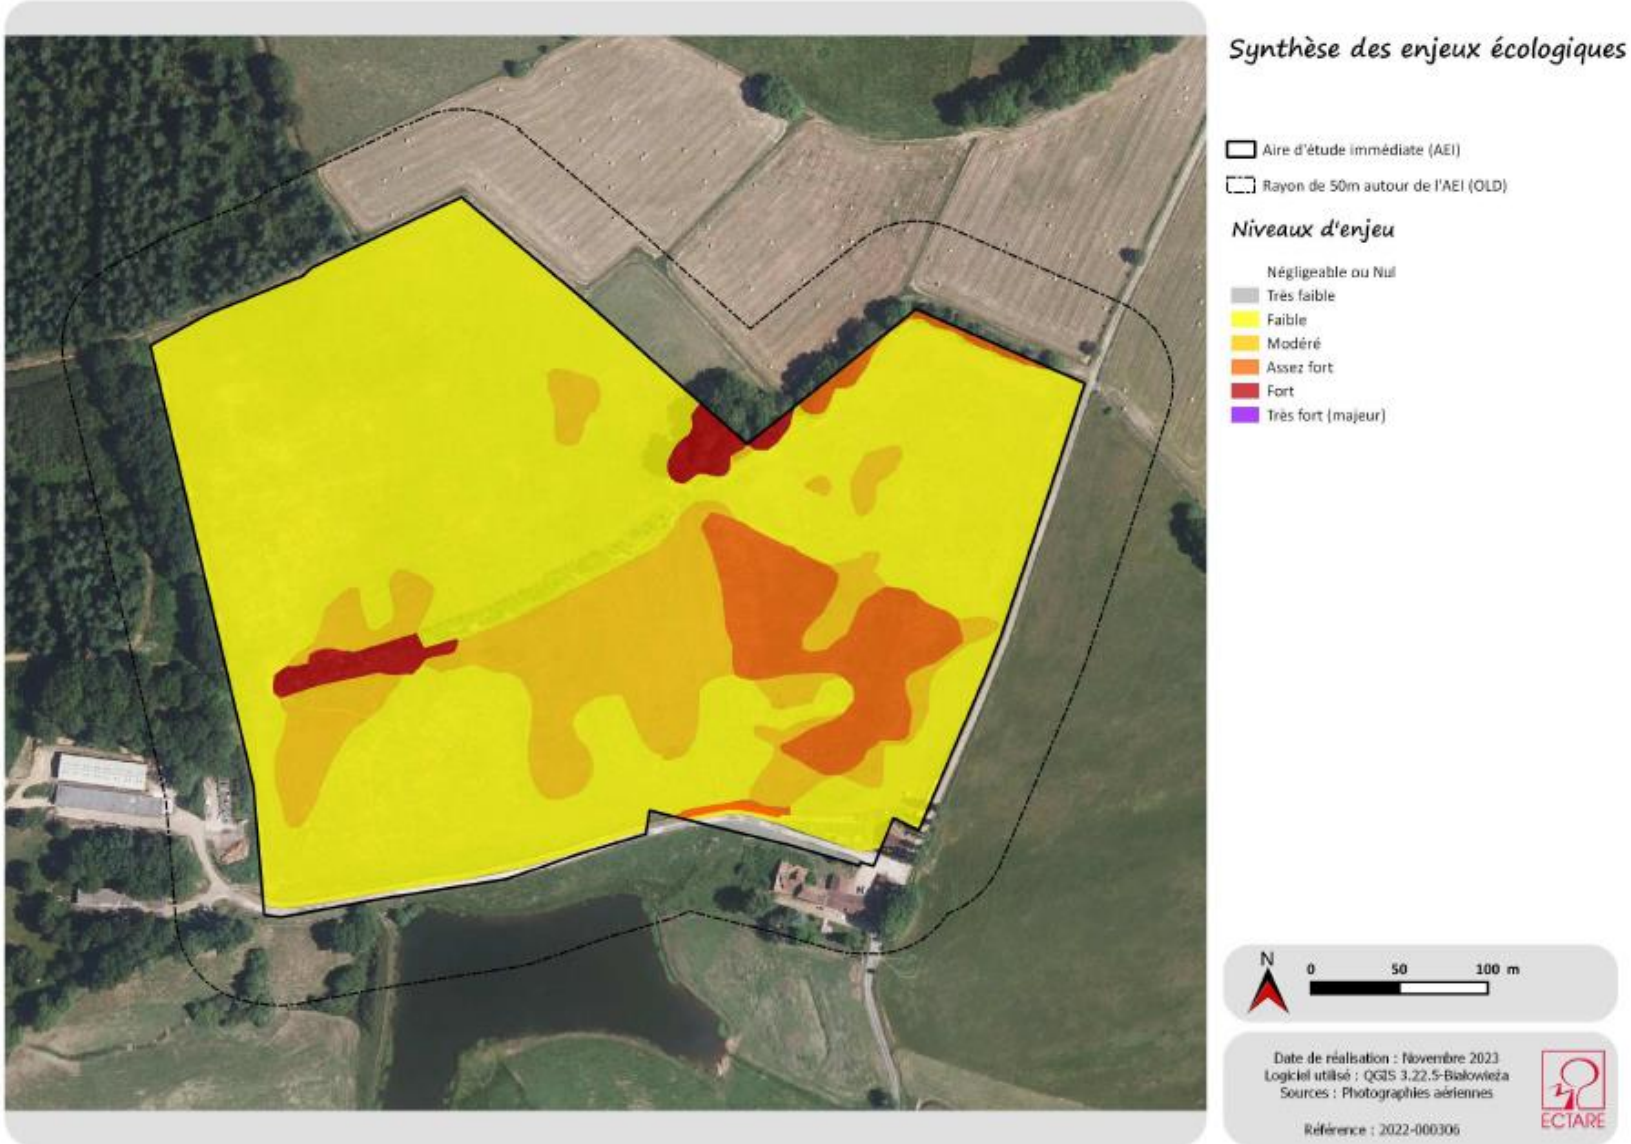 Synthèse des enjeux écologiques
Aire d'étude immédiate (AEI)
Rayon de 50m autour de l'AEI (OLD)
Niveaux d'enjeu
Négligeable ou Nul
Très faible
Faible
Modéré
Assez fort
Fort
Très fort (majeur)
N
0 50 100 m
Date de réalisation : Novembre 2023
Logiciel utilisé : QGIS 3.22.5-Białowieża
Sources : Photographies aériennes
Référence : 2022-000306
ECTARE